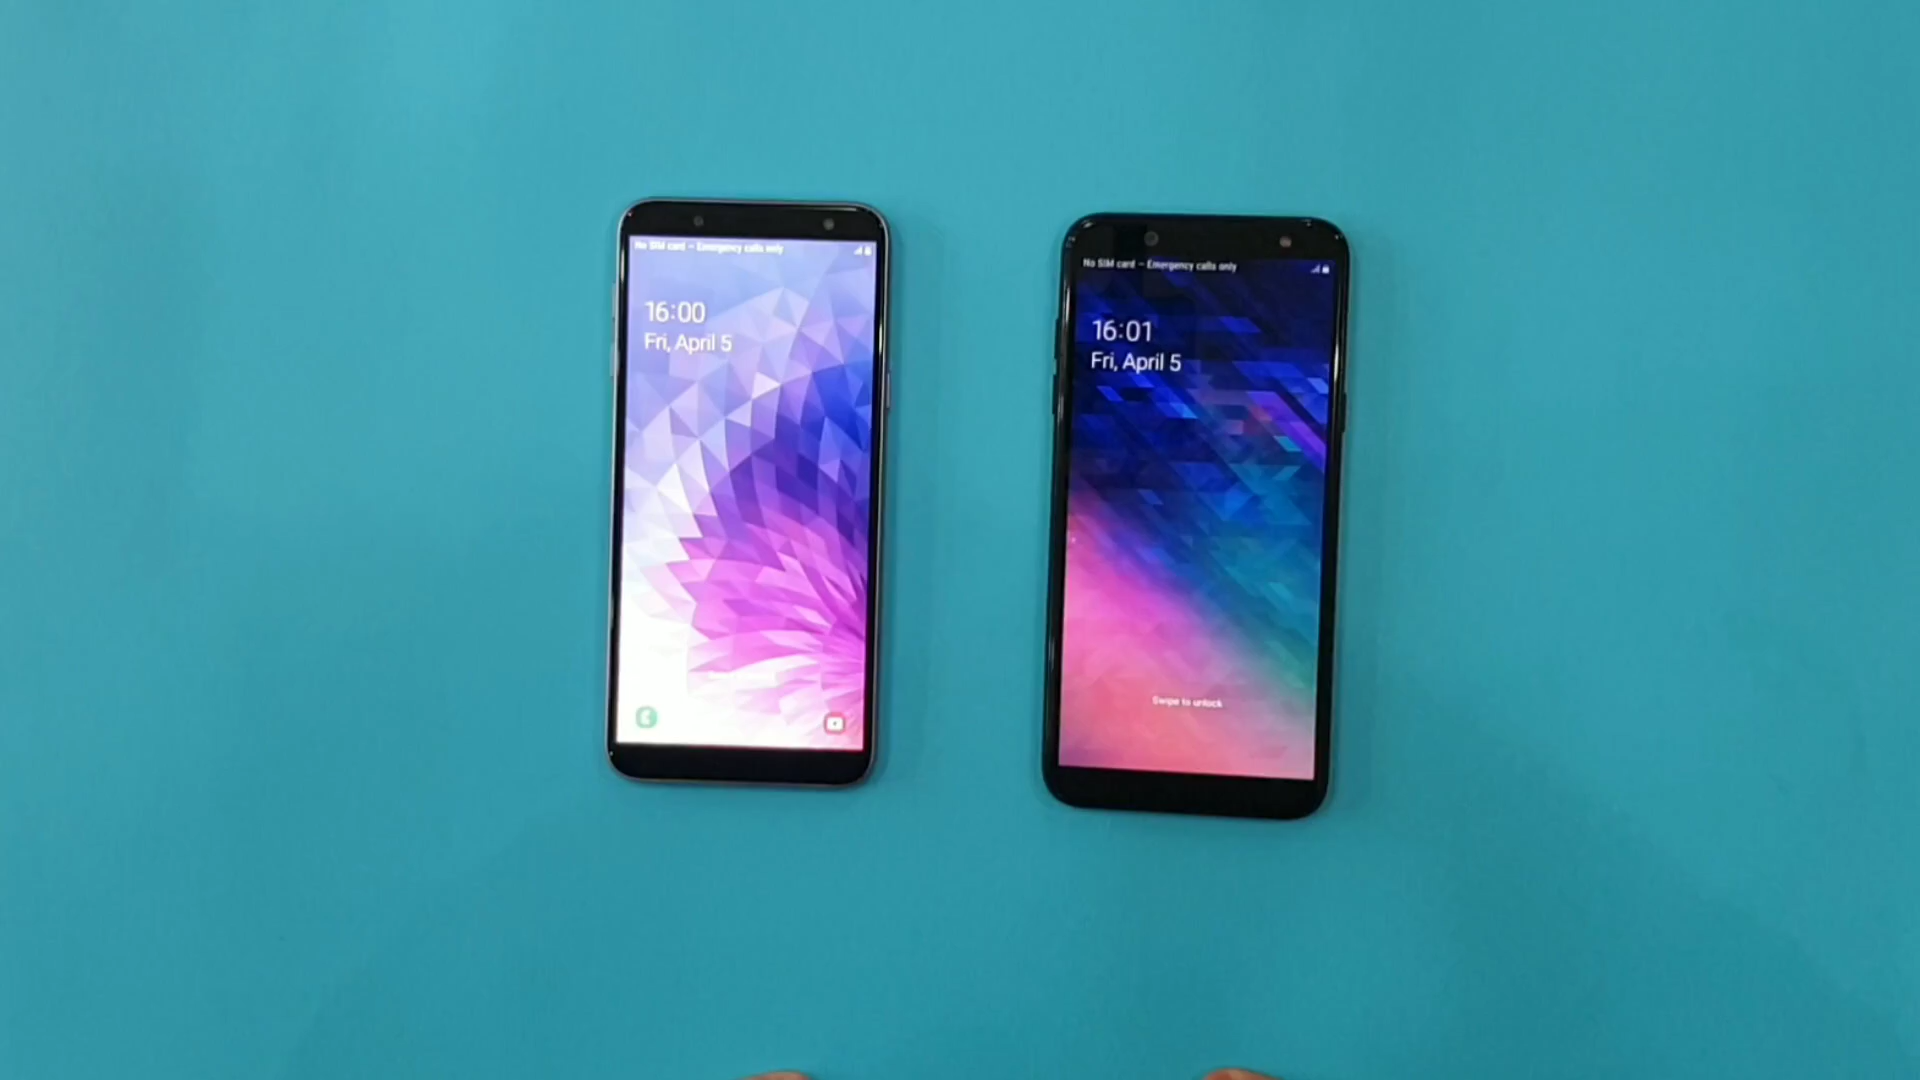 No SIM card – Emergency calls only
16:00
Fri, April 5
No SIM card – Emergency calls only
16:01
Fri, April 5
Swipe to unlock